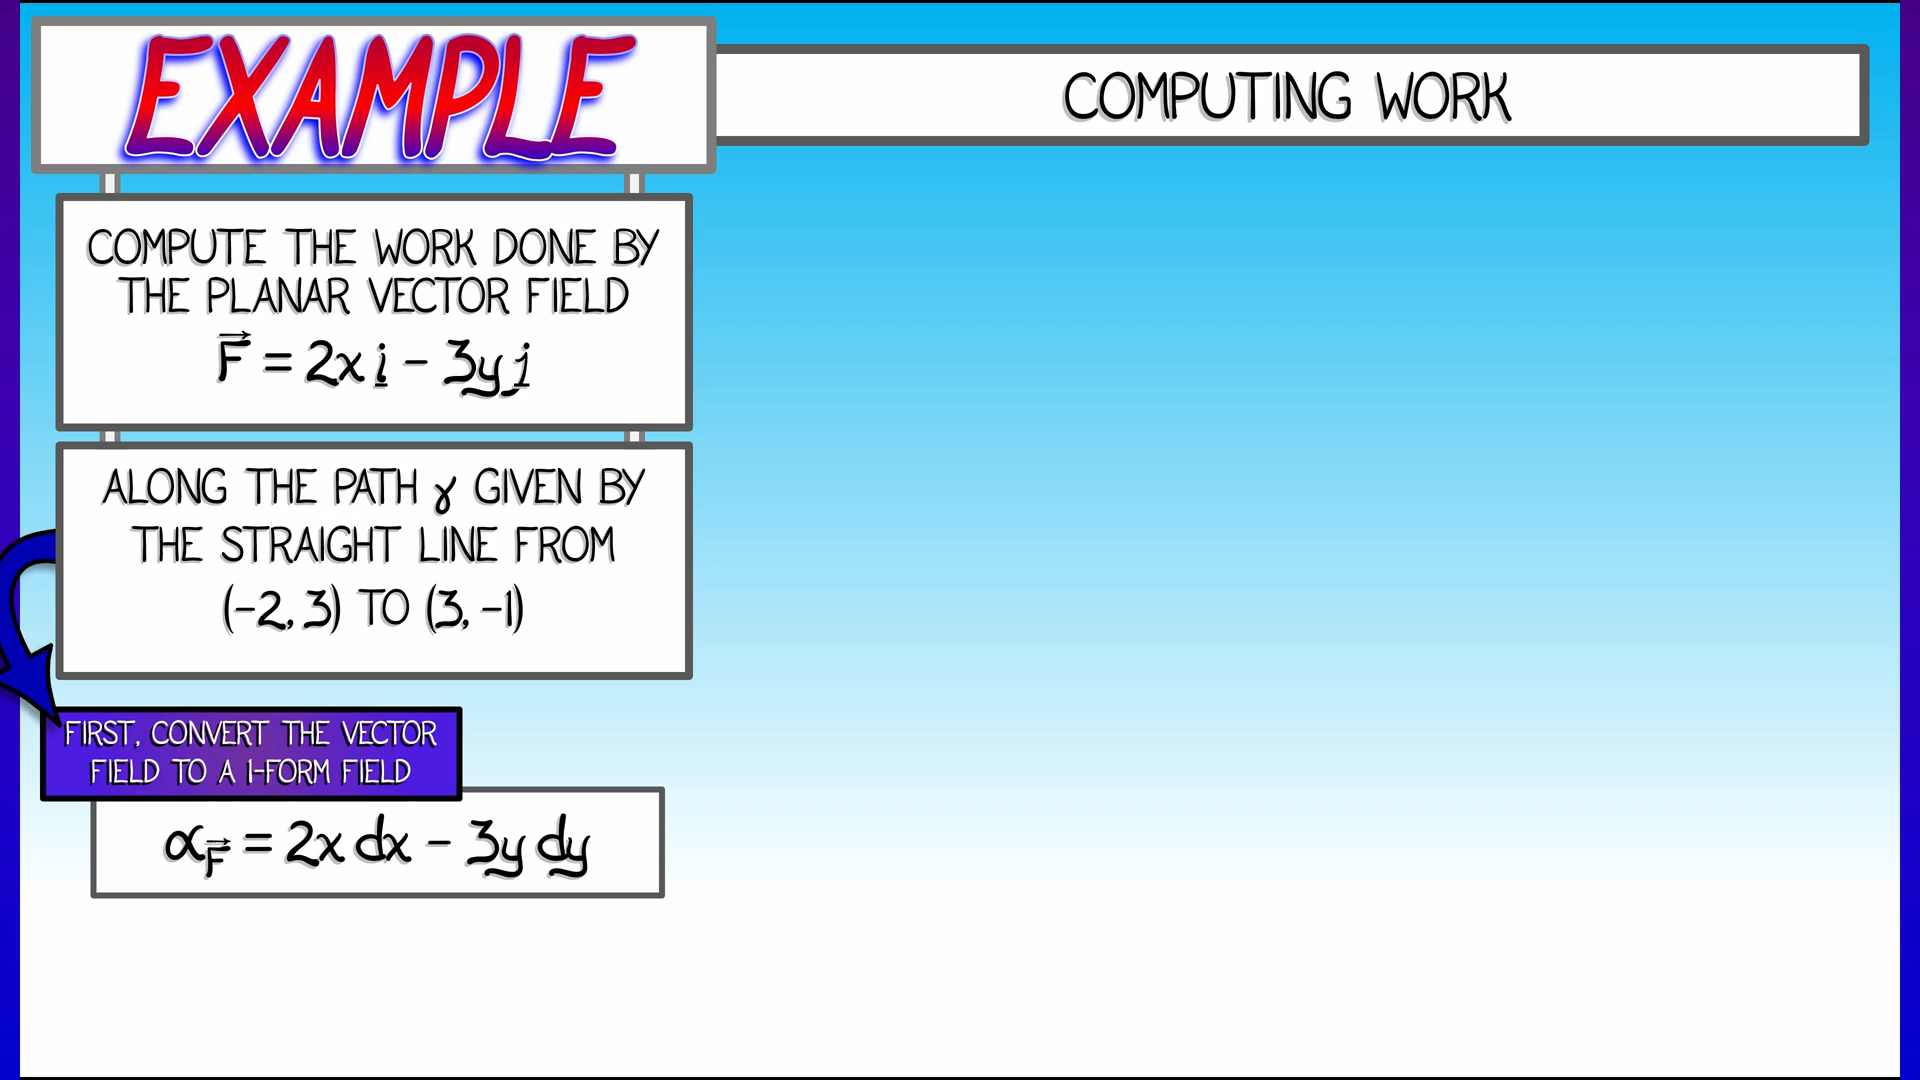 EXAMPLE
COMPUTING WORK
COMPUTE THE WORK DONE BY
THE PLANAR VECTOR FIELD
F⃗ = 2x i̲ - 3y j̲
ALONG THE PATH γ GIVEN BY
THE STRAIGHT LINE FROM
(-2, 3) TO (3, -1)
FIRST, CONVERT THE VECTOR
FIELD TO A 1-FORM FIELD
α_F⃗ = 2x dx - 3y dy